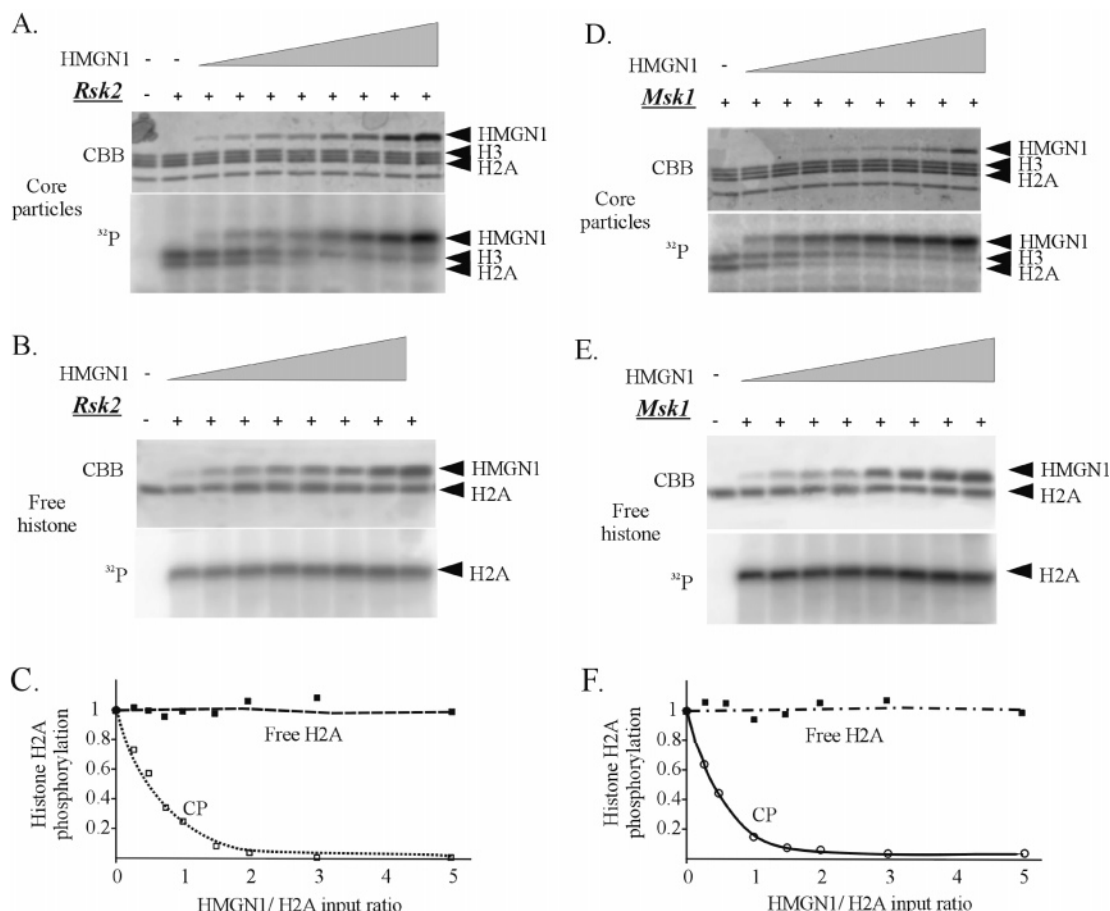 A.
HMGN1 - -
Rsk2 - + + + + + + + + +
CBB
HMGN1
H3
H2A
Core
particles
³²P
HMGN1
H3
H2A
B.
HMGN1 -
Rsk2
- + + + + + + + +
CBB
HMGN1
H2A
Free
histone
³²P
H2A
C.
Histone H2A
phosphorylation
1
0.8
0.6
0.4
0.2
Free H2A
CP
0 1 2 3 4 5
HMGN1/ H2A input ratio
D.
HMGN1 -
Msk1
+ + + + + + + + +
CBB
HMGN1
H3
H2A
Core
particles
³²P
HMGN1
H3
H2A
E.
HMGN1 -
Msk1
- + + + + + + + +
CBB
HMGN1
H2A
Free
histone
³²P
H2A
F.
Histone H2A
phosphorylation
1
0.8
0.6
0.4
0.2
Free H2A
CP
0 1 2 3 4 5
HMGN1/ H2A input ratio